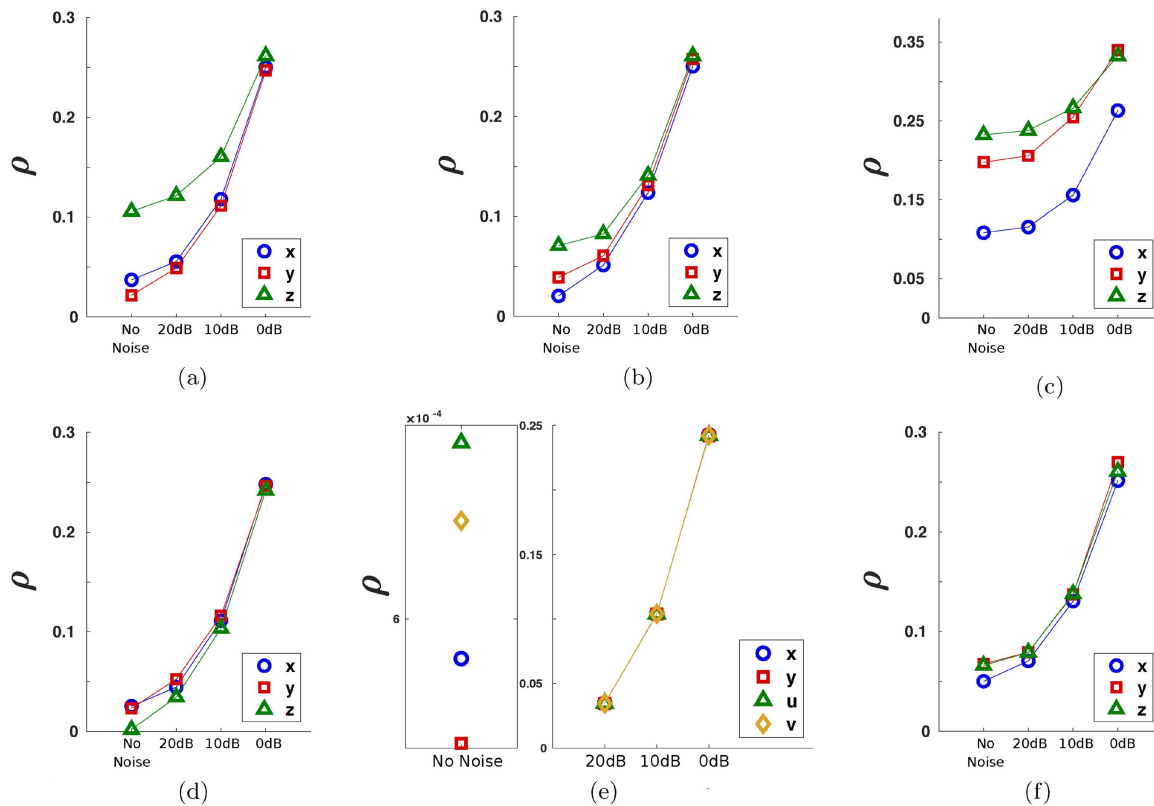 0.3
0.2
0.1
0
ρ
No Noise
20dB
10dB
0dB
x
y
z
(a)
0.3
0.2
0.1
0
ρ
No Noise
20dB
10dB
0dB
x
y
z
(b)
0.35
0.25
0.15
0.05
0
ρ
No Noise
20dB
10dB
0dB
x
y
z
(c)
0.3
0.2
0.1
0
ρ
No Noise
20dB
10dB
0dB
x
y
z
(d)
×10 -4
6
ρ
No Noise
0.25
0.15
0.05
0
20dB
10dB
0dB
x
y
u
v
(e)
0.3
0.2
0.1
0
ρ
No Noise
20dB
10dB
0dB
x
y
z
(f)